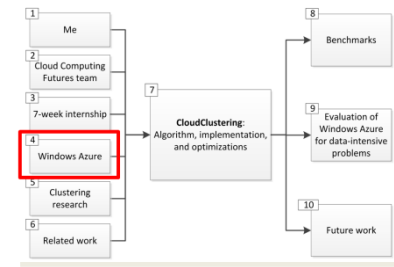 1
Me
2
Cloud Computing
Futures team
3
7-week internship
4
Windows Azure
5
Clustering
research
6
Related work
7
CloudClustering:
Algorithm, implementation,
and optimizations
8
Benchmarks
9
Evaluation of
Windows Azure
for data-intensive
problems
10
Future work